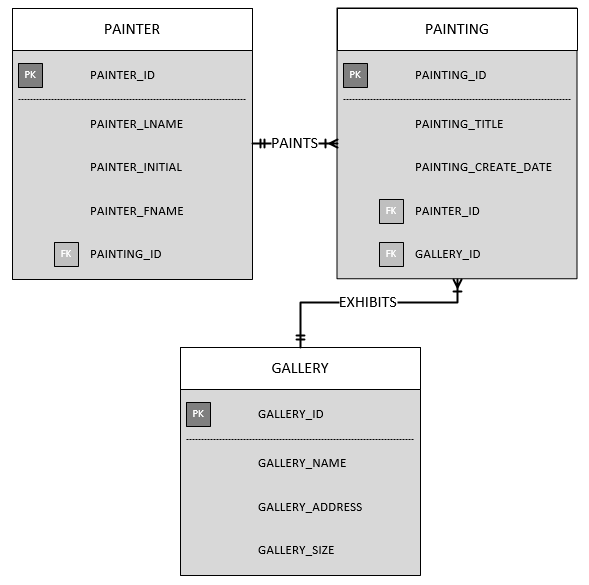 PAINTER
PK PAINTER_ID
PAINTER_LNAME
PAINTER_INITIAL
PAINTER_FNAME
FK PAINTING_ID
PAINTS
PAINTING
PK PAINTING_ID
PAINTING_TITLE
PAINTING_CREATE_DATE
FK PAINTER_ID
FK GALLERY_ID
EXHIBITS
GALLERY
PK GALLERY_ID
GALLERY_NAME
GALLERY_ADDRESS
GALLERY_SIZE